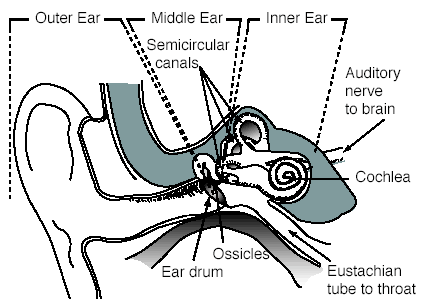 Outer Ear
Middle Ear
Inner Ear
Semicircular
canals
Auditory
nerve
to brain
Cochlea
Ossicles
Ear drum
Eustachian
tube to throat